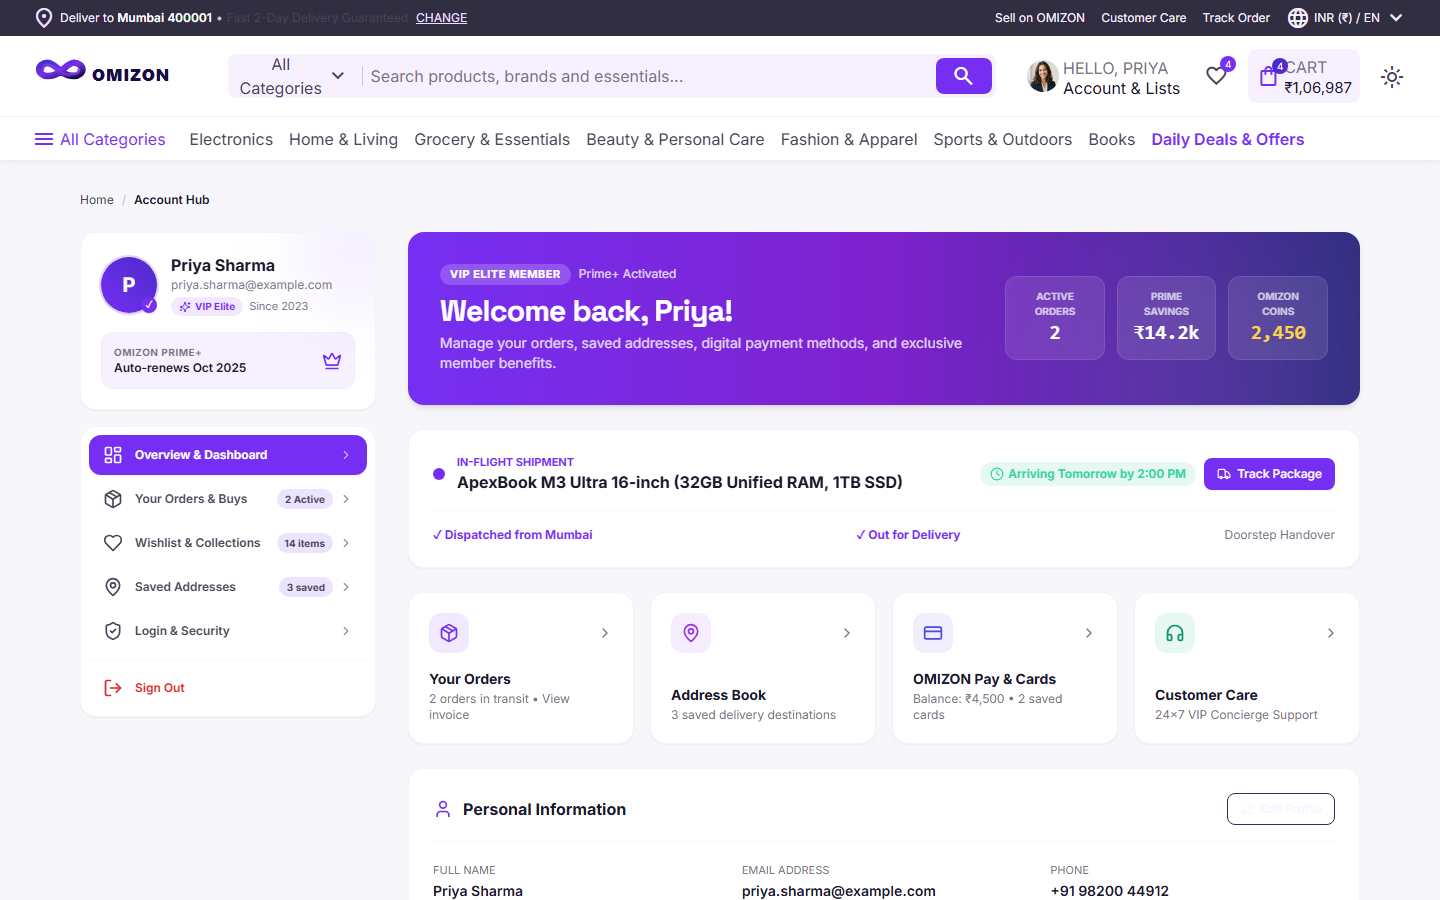 Deliver to Mumbai 400001 • Fast 2-Day Delivery Guaranteed CHANGE
Sell on OMIZON Customer Care Track Order INR (₹) / EN
OMIZON
All Categories
Search products, brands and essentials...
HELLO, PRIYA
Account & Lists
4
4
CART
₹1,06,987
All Categories Electronics Home & Living Grocery & Essentials Beauty & Personal Care Fashion & Apparel Sports & Outdoors Books Daily Deals & Offers
Home / Account Hub
P
Priya Sharma
priya.sharma@example.com
VIP Elite Since 2023
OMIZON PRIME+
Auto-renews Oct 2025
Overview & Dashboard
Your Orders & Buys 2 Active
Wishlist & Collections 14 items
Saved Addresses 3 saved
Login & Security
Sign Out
VIP ELITE MEMBER Prime+ Activated
Welcome back, Priya!
Manage your orders, saved addresses, digital payment methods, and exclusive
member benefits.
ACTIVE
ORDERS
2
PRIME
SAVINGS
₹14.2k
OMIZON
COINS
2,450
IN-FLIGHT SHIPMENT
ApexBook M3 Ultra 16-inch (32GB Unified RAM, 1TB SSD)
Arriving Tomorrow by 2:00 PM
Track Package
✓ Dispatched from Mumbai
✓ Out for Delivery
Doorstep Handover
Your Orders
2 orders in transit • View
invoice
Address Book
3 saved delivery destinations
OMIZON Pay & Cards
Balance: ₹4,500 • 2 saved
cards
Customer Care
24×7 VIP Concierge Support
Personal Information
Edit Profile
FULL NAME
Priya Sharma
EMAIL ADDRESS
priya.sharma@example.com
PHONE
+91 98200 44912